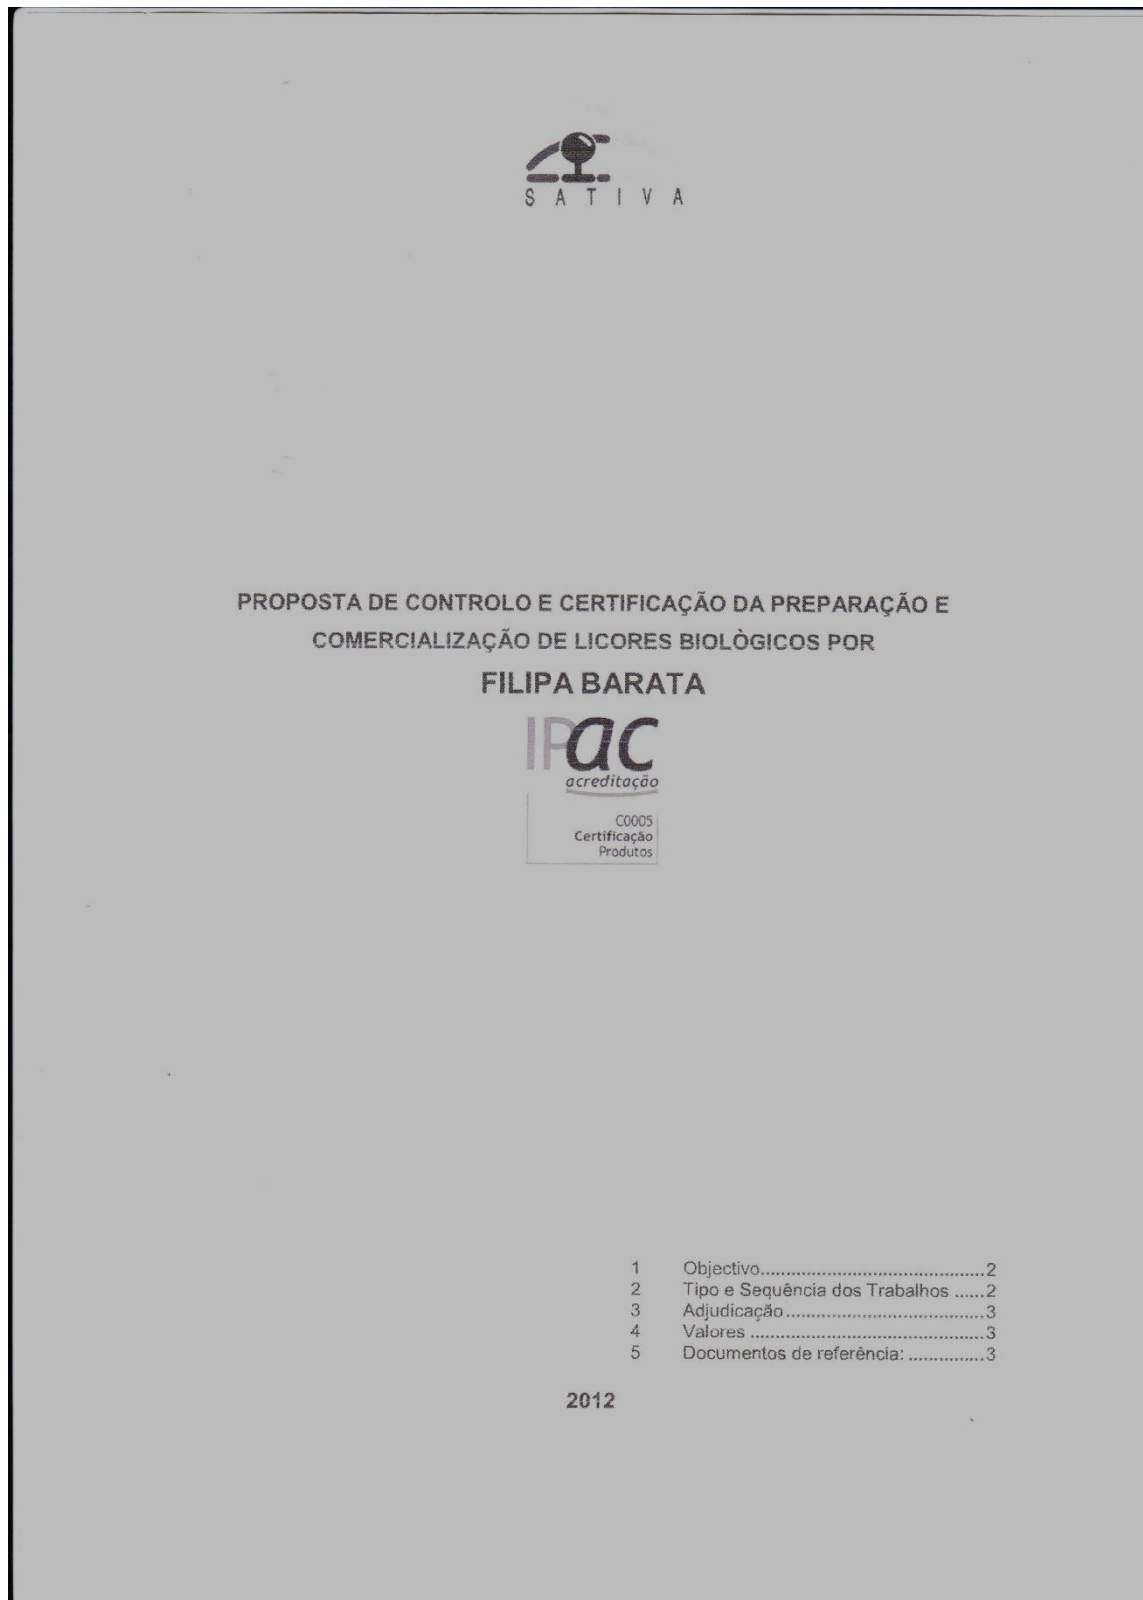 SATIVA
PROPOSTA DE CONTROLO E CERTIFICAÇÃO DA PREPARAÇÃO E
COMERCIALIZAÇÃO DE LICORES BIOLÒGICOS POR
FILIPA BARATA
IPac
acreditação
C0005
Certificação
Produtos
1 Objectivo............................................2
2 Tipo e Sequência dos Trabalhos ......2
3 Adjudicação.......................................3
4 Valores ..............................................3
5 Documentos de referência: ...............3
2012